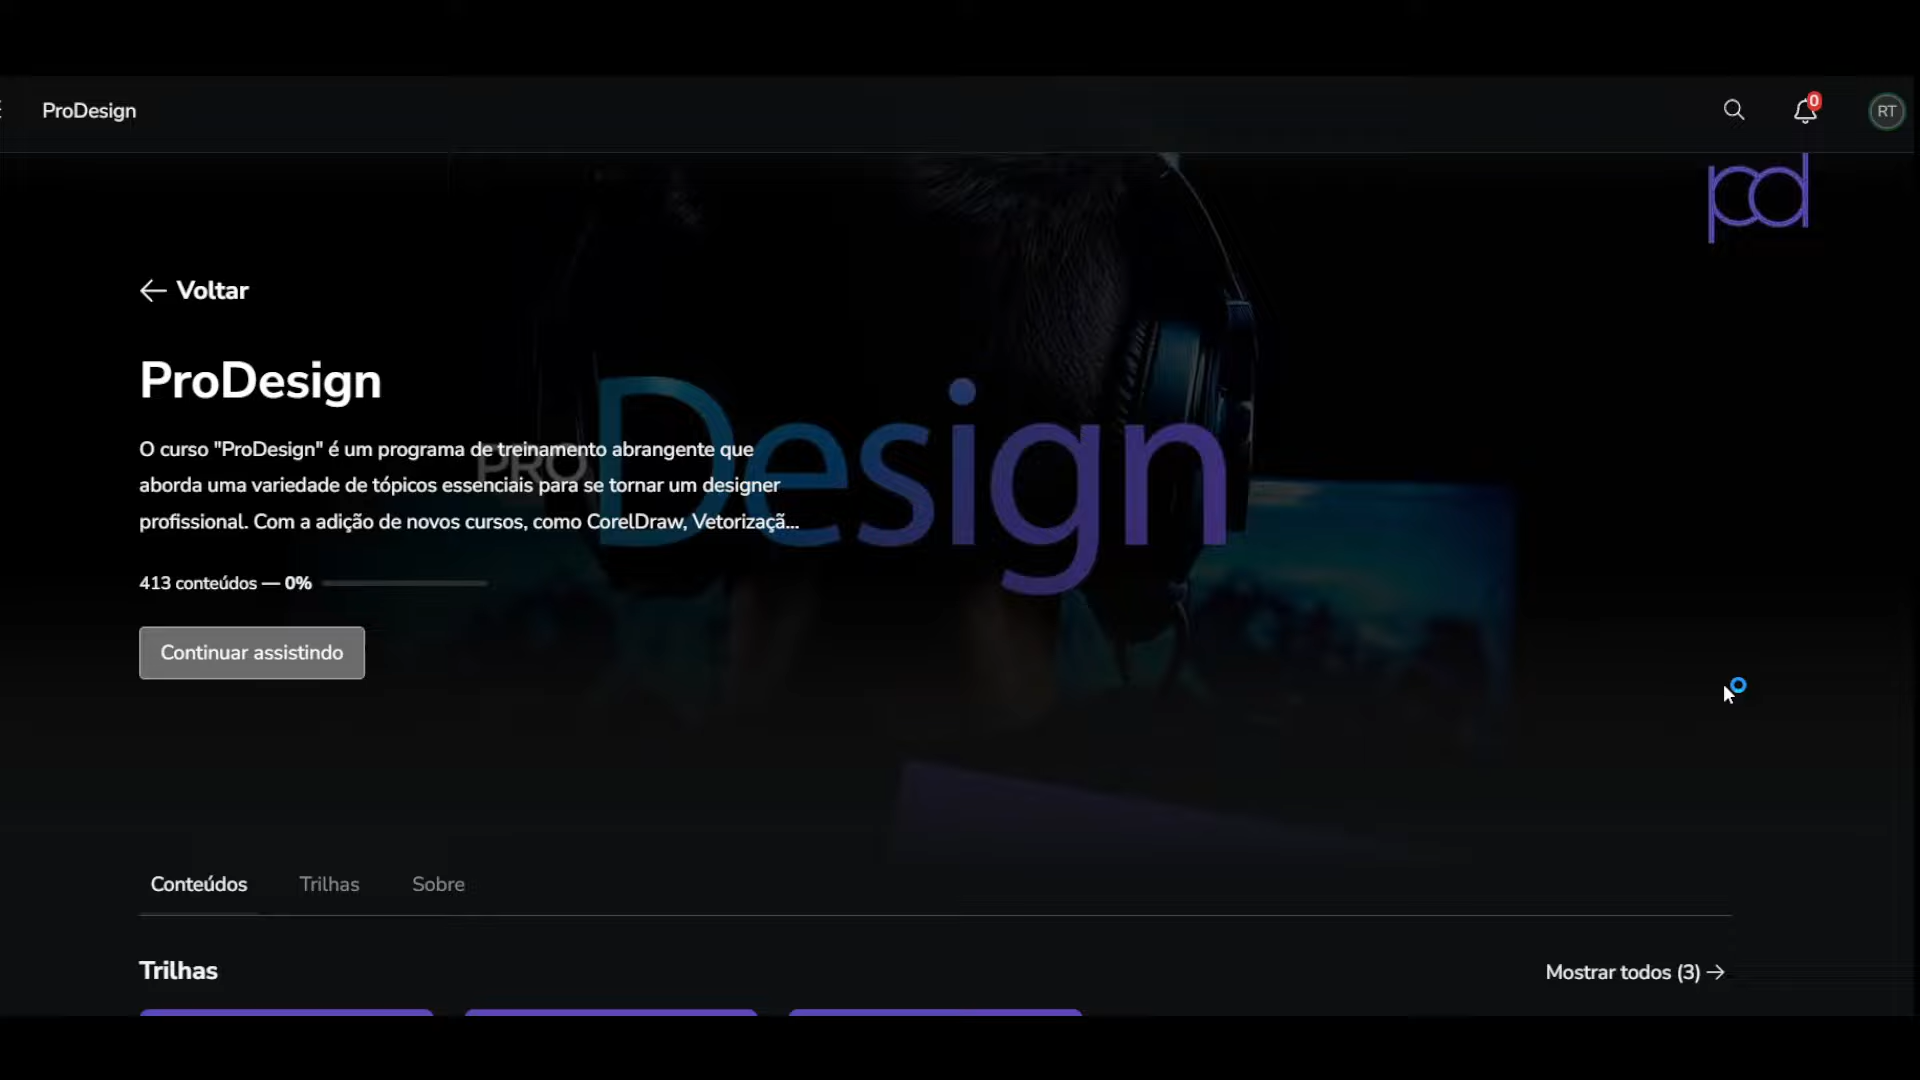 ProDesign
0
RT
pd
← Voltar
ProDesign
O curso "ProDesign" é um programa de treinamento abrangente que
aborda uma variedade de tópicos essenciais para se tornar um designer
profissional. Com a adição de novos cursos, como CorelDraw, Vetorizaçã...
PRODesign
413 conteúdos — 0%
Continuar assistindo
Conteúdos Trilhas Sobre
Trilhas
Mostrar todos (3) →